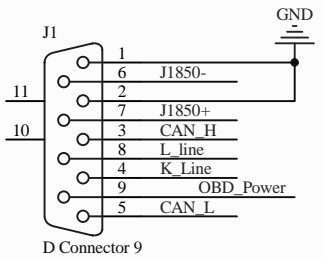 GND
J1
1
6 J1850-
11
2
7 J1850+
10
3 CAN_H
8 L_line
4 K_Line
9 OBD_Power
5 CAN_L
D Connector 9